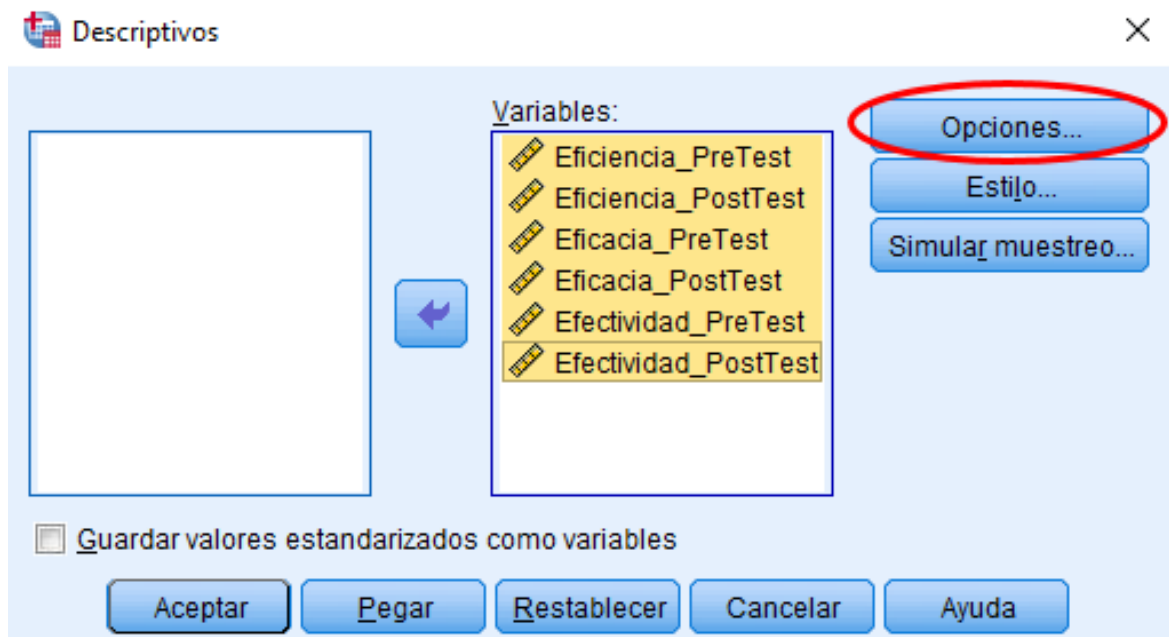 Descriptivos
Variables:
Eficiencia_PreTest
Eficiencia_PostTest
Eficacia_PreTest
Eficacia_PostTest
Efectividad_PreTest
Efectividad_PostTest
Opciones...
Estilo...
Simular muestreo...
Guardar valores estandarizados como variables
Aceptar Pegar Restablecer Cancelar Ayuda